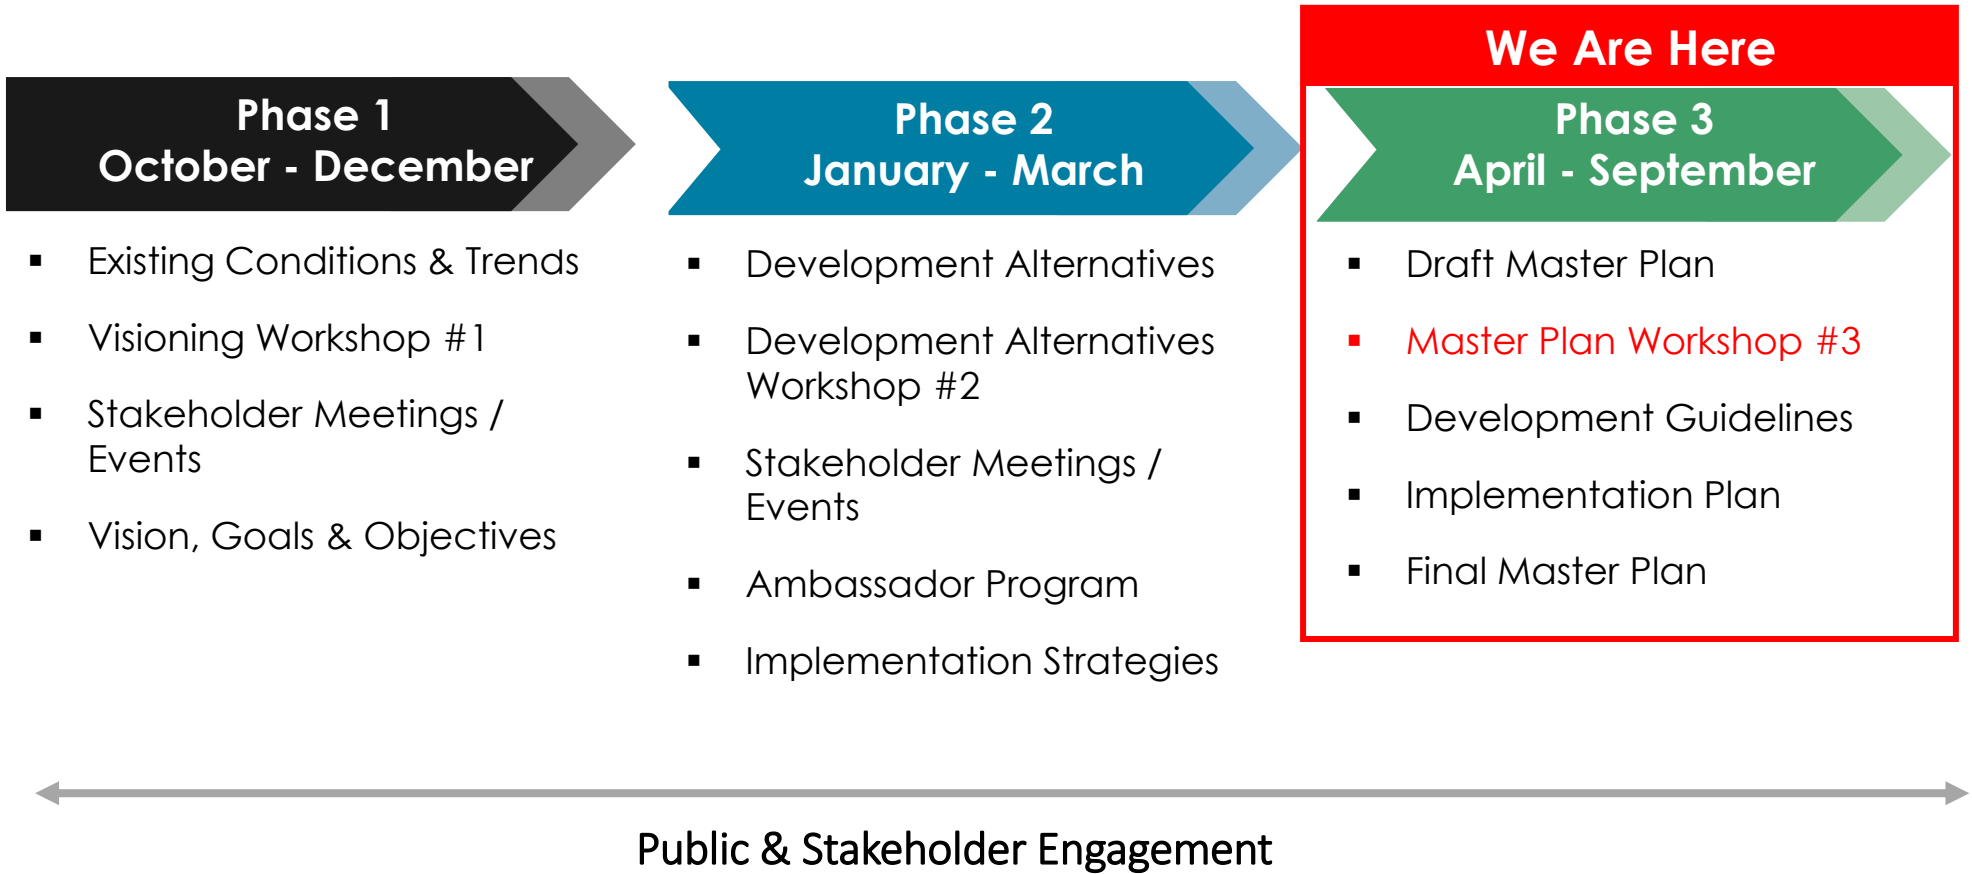 We Are Here
Phase 1
October - December
▪ Existing Conditions & Trends
▪ Visioning Workshop #1
▪ Stakeholder Meetings /
Events
▪ Vision, Goals & Objectives
Phase 2
January - March
▪ Development Alternatives
▪ Development Alternatives
Workshop #2
▪ Stakeholder Meetings /
Events
▪ Ambassador Program
▪ Implementation Strategies
Phase 3
April - September
▪ Draft Master Plan
▪ Master Plan Workshop #3
▪ Development Guidelines
▪ Implementation Plan
▪ Final Master Plan
Public & Stakeholder Engagement